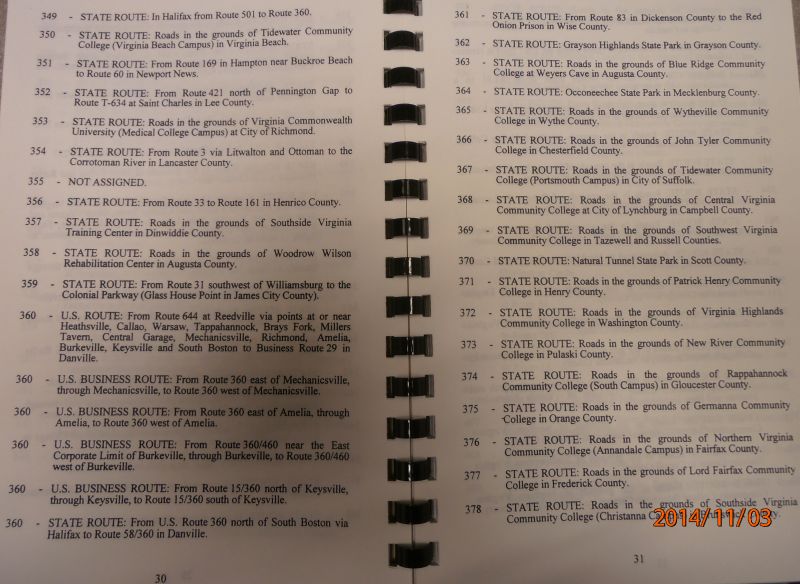 349 - STATE ROUTE: In Halifax from Route 501 to Route 360.
350 - STATE ROUTE: Roads in the grounds of Tidewater Community
College (Virginia Beach Campus) in Virginia Beach.
351 - STATE ROUTE: From Route 169 in Hampton near Buckroe Beach
to Route 60 in Newport News.
352 - STATE ROUTE: From Route 421 north of Pennington Gap to
Route T-634 at Saint Charles in Lee County.
353 - STATE ROUTE: Roads in the grounds of Virginia Commonwealth
University (Medical College Campus) at City of Richmond.
354 - STATE ROUTE: From Route 3 via Litwalton and Ottoman to the
Corrotoman River in Lancaster County.
355 - NOT ASSIGNED.
356 - STATE ROUTE: From Route 33 to Route 161 in Henrico County.
357 - STATE ROUTE: Roads in the grounds of Southside Virginia
Training Center in Dinwiddie County.
358 - STATE ROUTE: Roads in the grounds of Woodrow Wilson
Rehabilitation Center in Augusta County.
359 - STATE ROUTE: From Route 31 southwest of Williamsburg to the
Colonial Parkway (Glass House Point in James City County).
360 - U.S. ROUTE: From Route 644 at Reedville via points at or near
Heathsville, Callao, Warsaw, Tappahannock, Brays Fork, Millers
Tavern, Central Garage, Mechanicsville, Richmond, Amelia,
Burkeville, Keysville and South Boston to Business Route 29 in
Danville.
360 - U.S. BUSINESS ROUTE: From Route 360 east of Mechanicsville,
through Mechanicsville, to Route 360 west of Mechanicsville.
360 - U.S. BUSINESS ROUTE: From Route 360 east of Amelia, through
Amelia, to Route 360 west of Amelia.
360 - U.S. BUSINESS ROUTE: From Route 360/460 near the East
Corporate Limit of Burkeville, through Burkeville, to Route 360/460
west of Burkeville.
360 - U.S. BUSINESS ROUTE: From Route 15/360 north of Keysville,
through Keysville, to Route 15/360 south of Keysville.
360 - STATE ROUTE: From U.S. Route 360 north of South Boston via
Halifax to Route 58/360 in Danville.
30
361 - STATE ROUTE: From Route 83 in Dickenson County to the Red
Onion Prison in Wise County.
362 - STATE ROUTE: Grayson Highlands State Park in Grayson County.
363 - STATE ROUTE: Roads in the grounds of Blue Ridge Community
College at Weyers Cave in Augusta County.
364 - STATE ROUTE: Occoneechee State Park in Mecklenburg County.
365 - STATE ROUTE: Roads in the grounds of Wytheville Community
College in Wythe County.
366 - STATE ROUTE: Roads in the grounds of John Tyler Community
College in Chesterfield County.
367 - STATE ROUTE: Roads in the grounds of Tidewater Community
College (Portsmouth Campus) in City of Suffolk.
368 - STATE ROUTE: Roads in the grounds of Central Virginia
Community College at City of Lynchburg in Campbell County.
369 - STATE ROUTE: Roads in the grounds of Southwest Virginia
Community College in Tazewell and Russell Counties.
370 - STATE ROUTE: Natural Tunnel State Park in Scott County.
371 - STATE ROUTE: Roads in the grounds of Patrick Henry Community
College in Henry County.
372 - STATE ROUTE: Roads in the grounds of Virginia Highlands
Community College in Washington County.
373 - STATE ROUTE: Roads in the grounds of New River Community
College in Pulaski County.
374 - STATE ROUTE: Roads in the grounds of Rappahannock
Community College (South Campus) in Gloucester County.
375 - STATE ROUTE: Roads in the grounds of Germanna Community
College in Orange County.
376 - STATE ROUTE: Roads in the grounds of Northern Virginia
Community College (Annandale Campus) in Fairfax County.
377 - STATE ROUTE: Roads in the grounds of Lord Fairfax Community
College in Frederick County.
378 - STATE ROUTE: Roads in the grounds of Southside Virginia
Community College (Christanna
2014/11/03
31